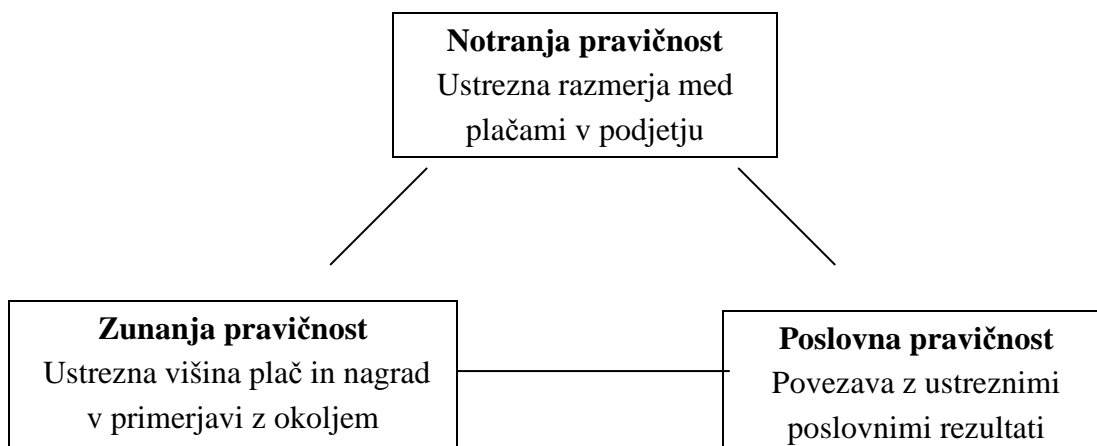 Notranja pravičnost
Ustrezna razmerja med
plačami v podjetju
Zunanja pravičnost
Ustrezna višina plač in nagrad
v primerjavi z okoljem
Poslovna pravičnost
Povezava z ustreznimi
poslovnimi rezultati